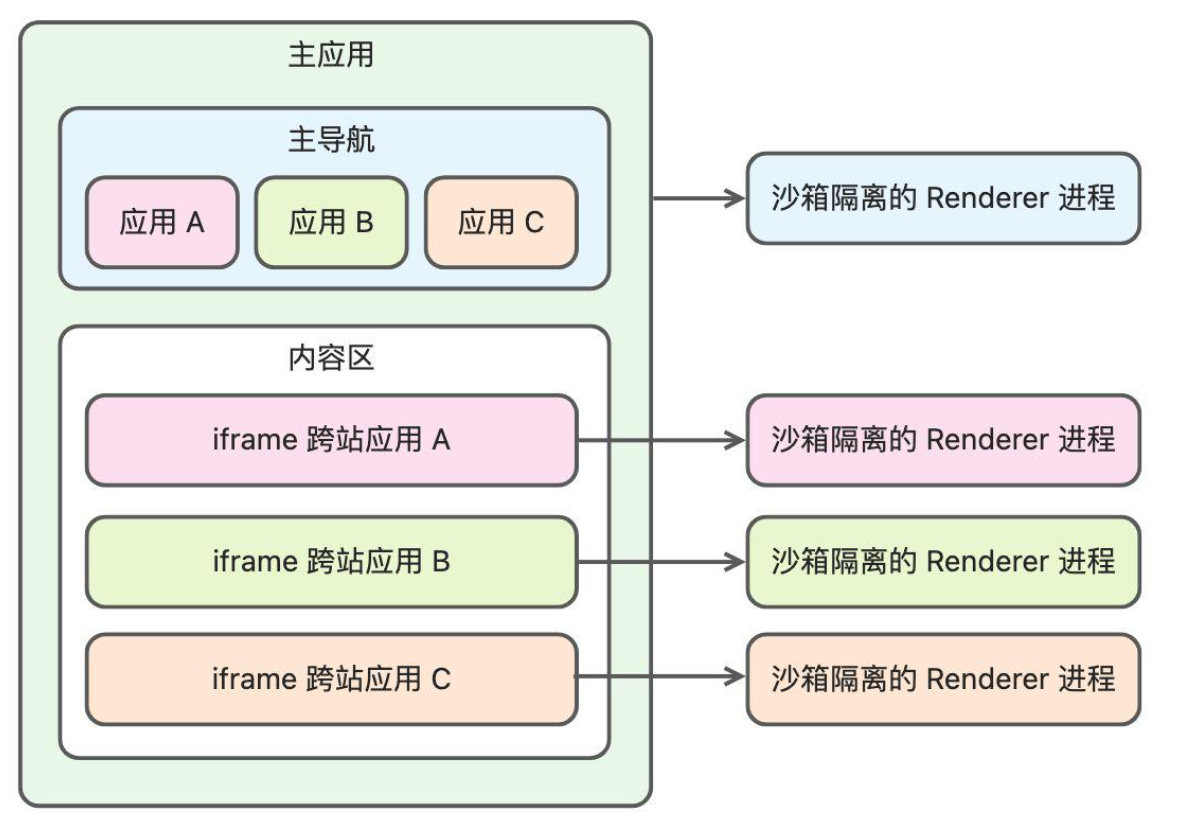 主应用
主导航
应用 A
应用 B
应用 C
沙箱隔离的 Renderer 进程
内容区
iframe 跨站应用 A
沙箱隔离的 Renderer 进程
iframe 跨站应用 B
沙箱隔离的 Renderer 进程
iframe 跨站应用 C
沙箱隔离的 Renderer 进程